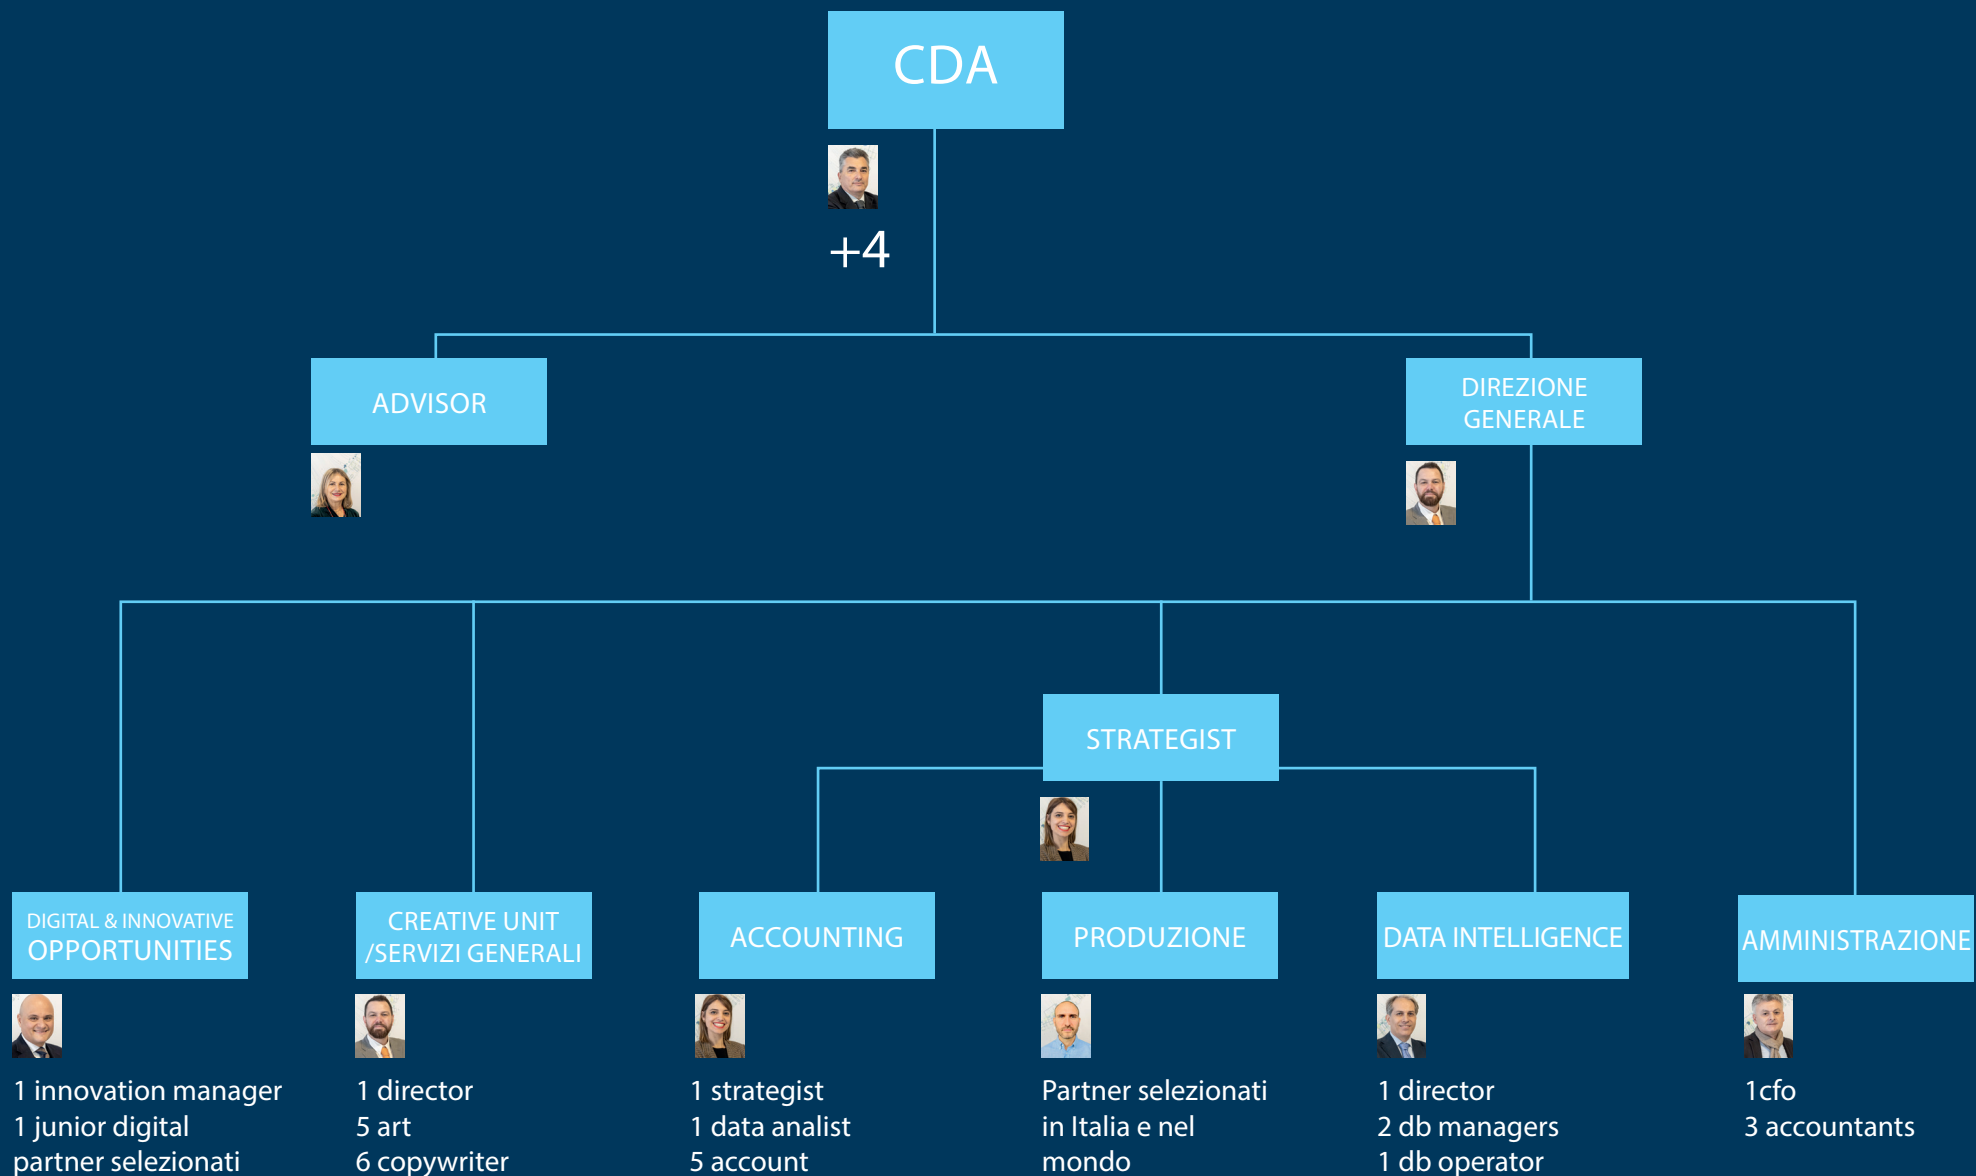 CDA
+4
ADVISOR
DIREZIONE
GENERALE
STRATEGIST
DIGITAL & INNOVATIVE
OPPORTUNITIES
CREATIVE UNIT
/SERVIZI GENERALI
ACCOUNTING
PRODUZIONE
DATA INTELLIGENCE
AMMINISTRAZIONE
1 innovation manager
1 junior digital
partner selezionati
1 director
5 art
6 copywriter
1 strategist
1 data analist
5 account
Partner selezionati
in Italia e nel
mondo
1 director
2 db managers
1 db operator
1cfo
3 accountants